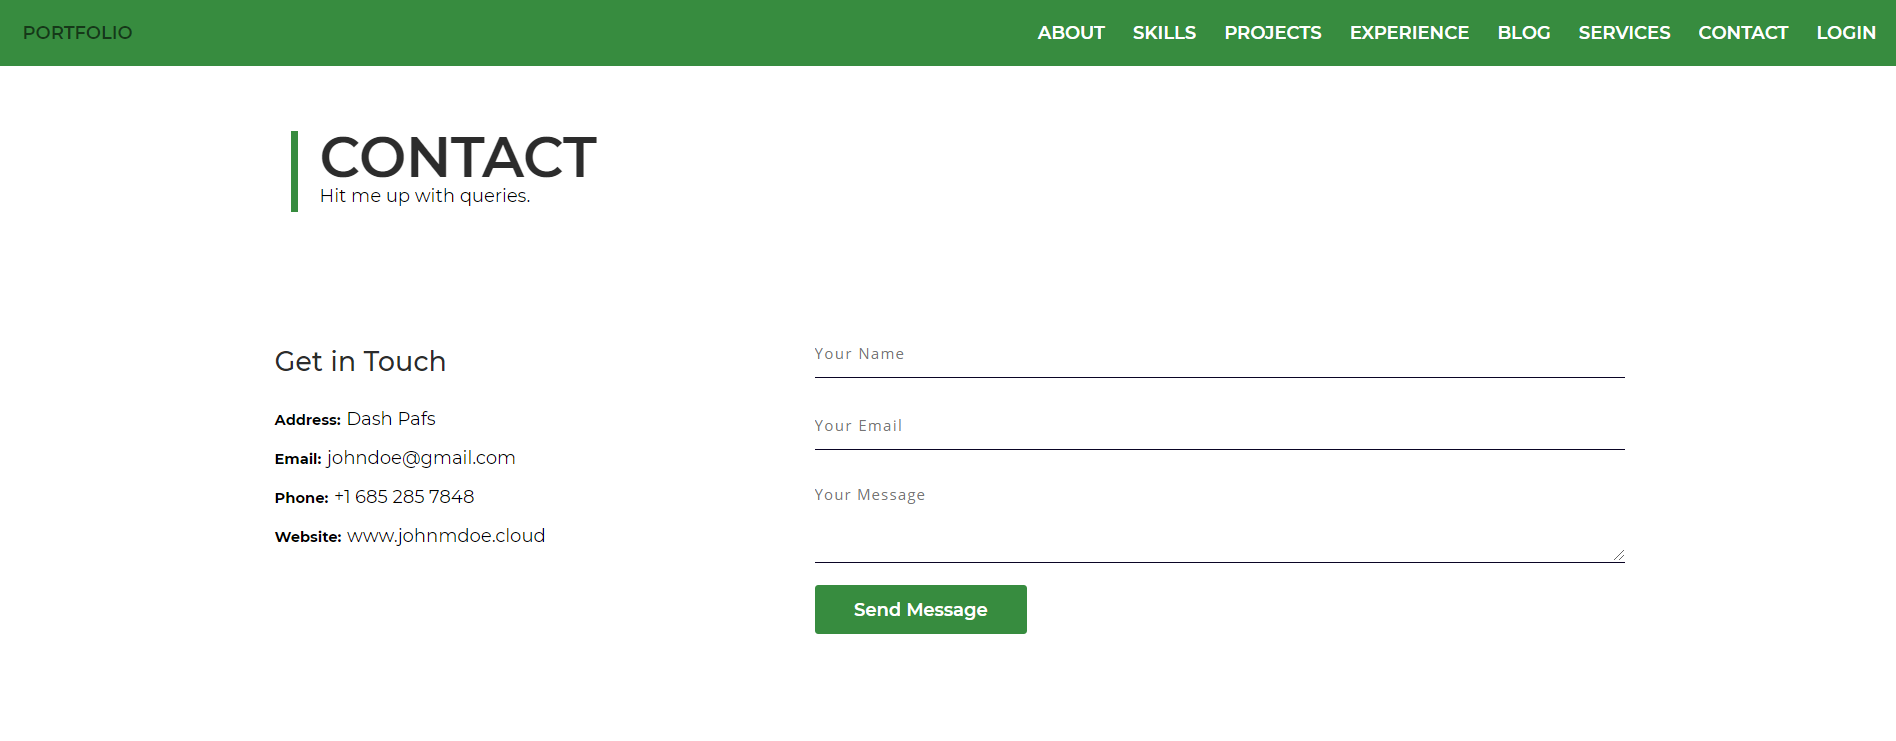 PORTFOLIO
ABOUT SKILLS PROJECTS EXPERIENCE BLOG SERVICES CONTACT LOGIN
CONTACT
Hit me up with queries.
Get in Touch
Address: Dash Pafs
Email: johndoe@gmail.com
Phone: +1 685 285 7848
Website: www.johnmdoe.cloud
Your Name
Your Email
Your Message
Send Message